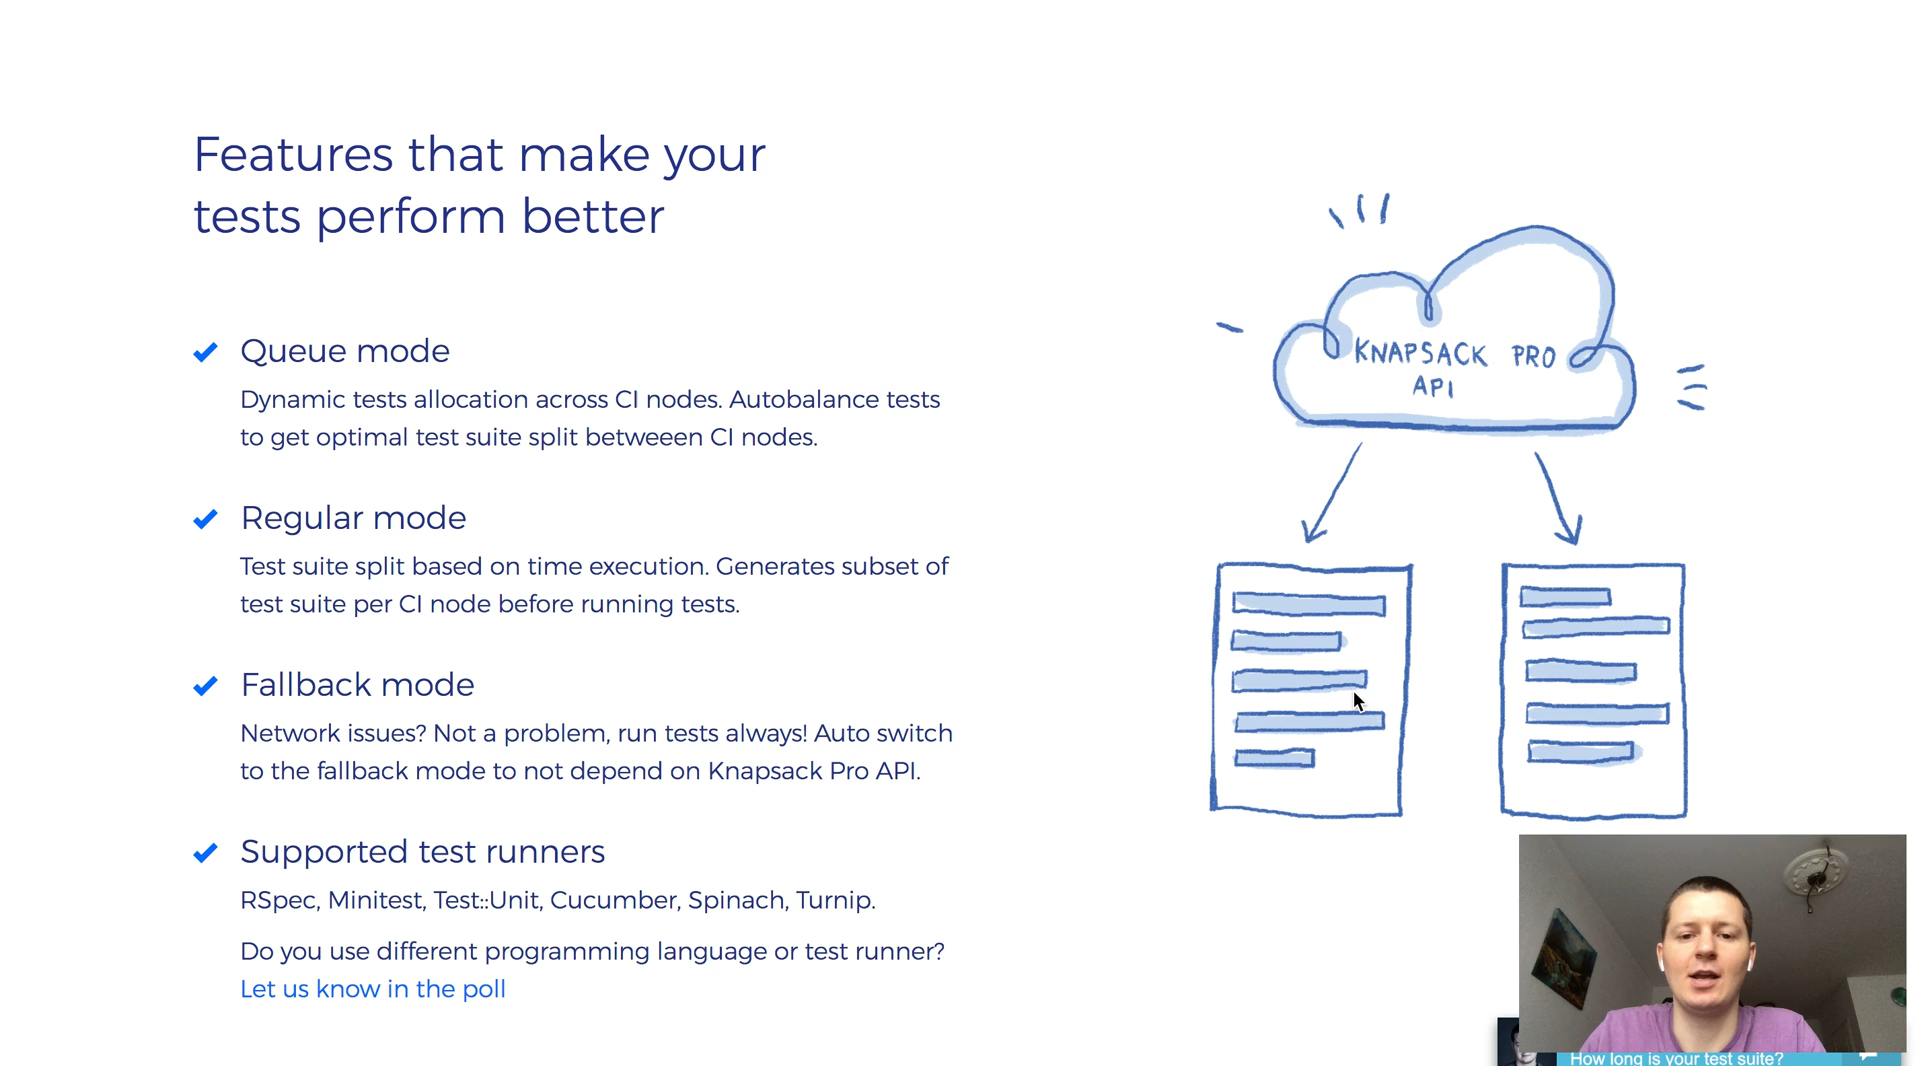 Features that make your
tests perform better
Queue mode
Dynamic tests allocation across CI nodes. Autobalance tests
to get optimal test suite split betweeen CI nodes.
Regular mode
Test suite split based on time execution. Generates subset of
test suite per CI node before running tests.
Fallback mode
Network issues? Not a problem, run tests always! Auto switch
to the fallback mode to not depend on Knapsack Pro API.
Supported test runners
RSpec, Minitest, Test::Unit, Cucumber, Spinach, Turnip.
Do you use different programming language or test runner?
Let us know in the poll
KNAPSACK PRO
API
How long is your test suite?